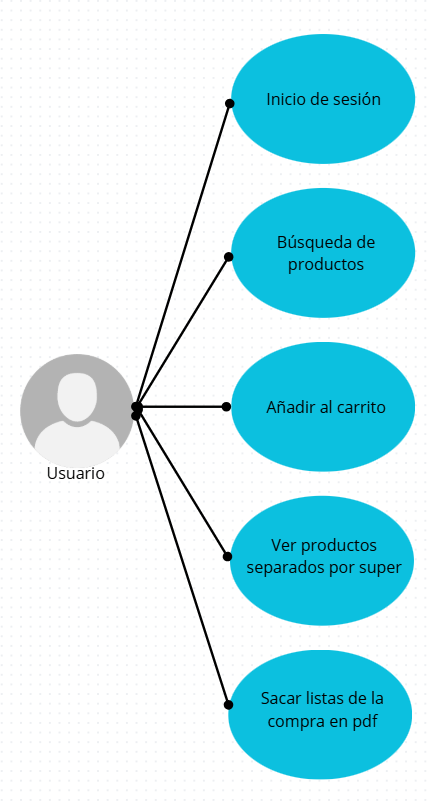 Inicio de sesión
Búsqueda de
productos
Añadir al carrito
Usuario
Ver productos
separados por super
Sacar listas de la
compra en pdf